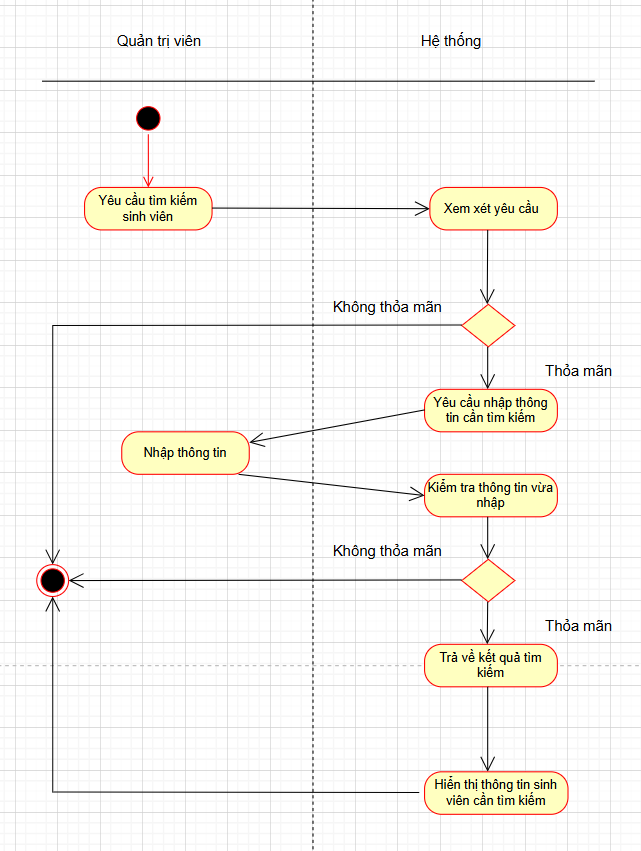 Quản trị viên
Hệ thống
Yêu cầu tìm kiếm
sinh viên
Xem xét yêu cầu
Không thỏa mãn
Thỏa mãn
Yêu cầu nhập thông
tin cần tìm kiếm
Nhập thông tin
Kiểm tra thông tin vừa
nhập
Không thỏa mãn
Thỏa mãn
Trả về kết quả tìm
kiếm
Hiển thị thông tin sinh
viên cần tìm kiếm